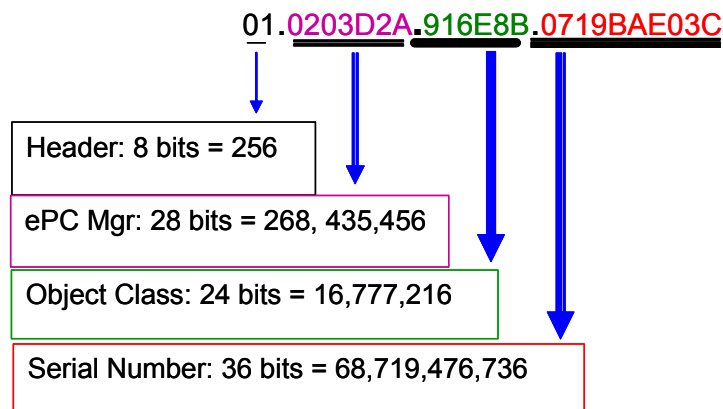 01.0203D2A.916E8B.0719BAE03C
Header: 8 bits = 256
ePC Mgr: 28 bits = 268, 435,456
Object Class: 24 bits = 16,777,216
Serial Number: 36 bits = 68,719,476,736